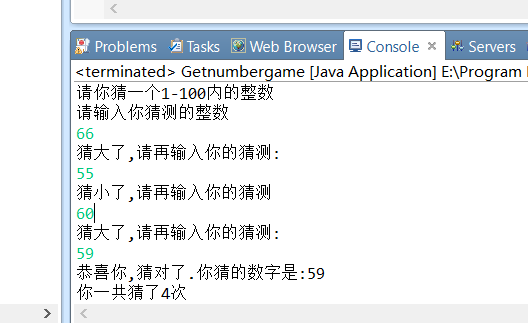 Problems Tasks Web Browser Console Servers
<terminated> Getnumbergame [Java Application] E:\Program
请你猜一个1-100内的整数
请输入你猜测的整数
66
猜大了,请再输入你的猜测:
55
猜小了,请再输入你的猜测
60
猜大了,请再输入你的猜测:
59
恭喜你,猜对了.你猜的数字是:59
你一共猜了4次